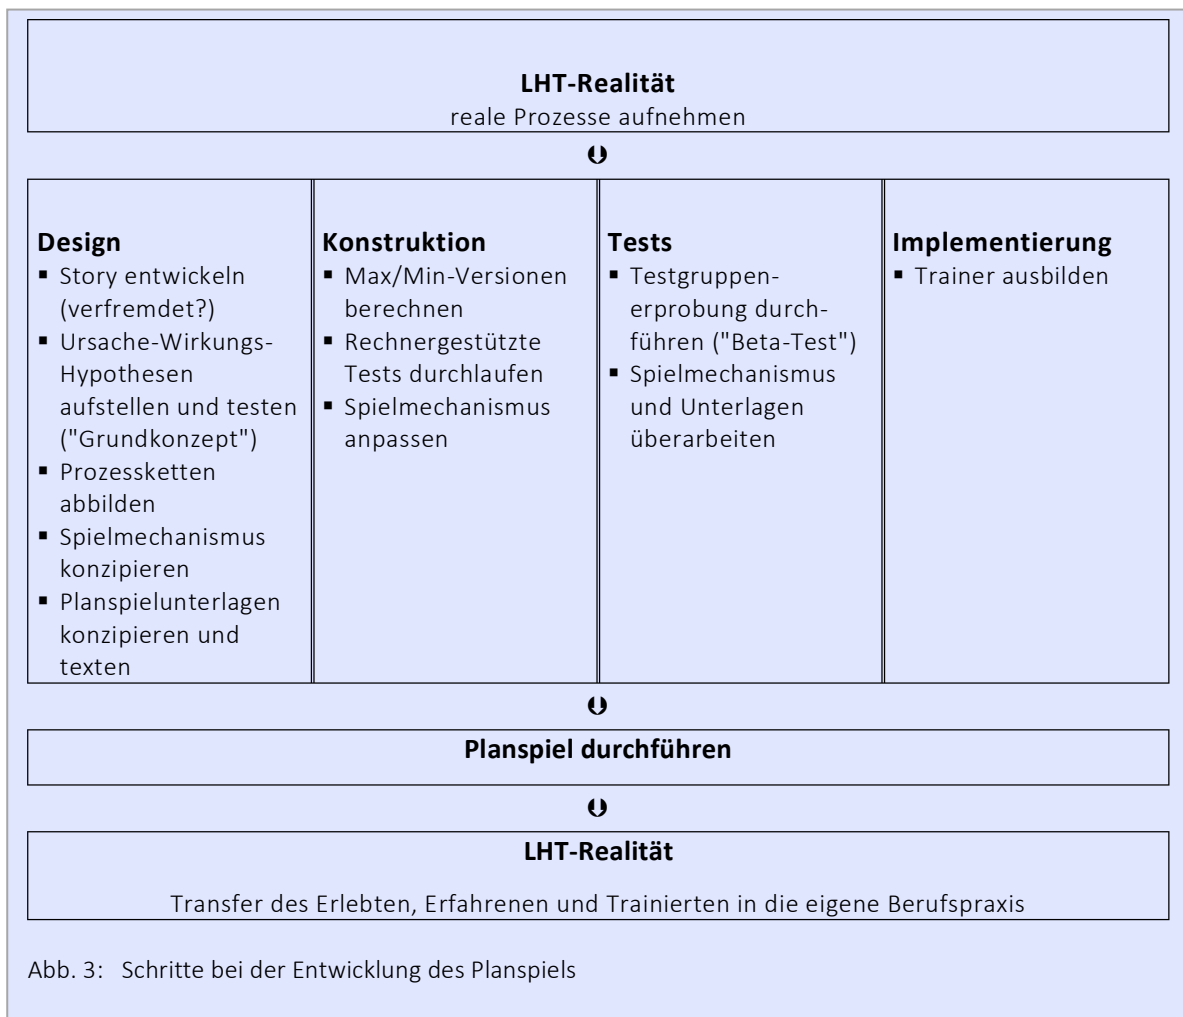 LHT-Realität
reale Prozesse aufnehmen
Design
▪ Story entwickeln
(verfremdet?)
▪ Ursache-Wirkungs-
Hypothesen
aufstellen und testen
("Grundkonzept")
▪ Prozessketten
abbilden
▪ Spielmechanismus
konzipieren
▪ Planspielunterlagen
konzipieren und
texten
Konstruktion
▪ Max/Min-Versionen
berechnen
▪ Rechnergestützte
Tests durchlaufen
▪ Spielmechanismus
anpassen
Tests
▪ Testgruppen-
erprobung durch-
führen ("Beta-Test")
▪ Spielmechanismus
und Unterlagen
überarbeiten
Implementierung
▪ Trainer ausbilden
Planspiel durchführen
LHT-Realität
Transfer des Erlebten, Erfahrenen und Trainierten in die eigene Berufspraxis
Abb. 3: Schritte bei der Entwicklung des Planspiels